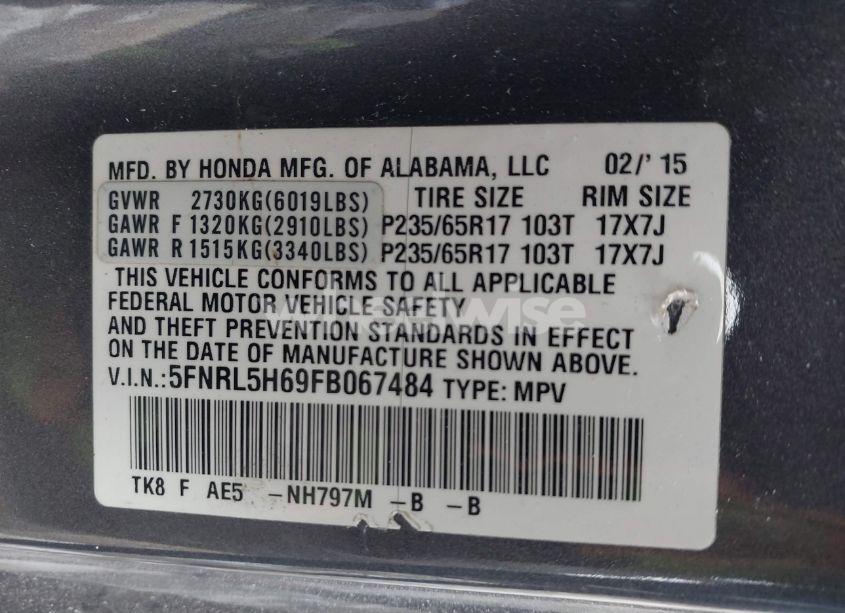 MFD. BY HONDA MFG. OF ALABAMA, LLC 02/' 15
GVWR 2730KG(6019LBS) TIRE SIZE RIM SIZE
GAWR F 1320KG(2910LBS) P235/65R17 103T 17X7J
GAWR R 1515KG(3340LBS) P235/65R17 103T 17X7J
THIS VEHICLE CONFORMS TO ALL APPLICABLE
FEDERAL MOTOR VEHICLE SAFETY
AND THEFT PREVENTION STANDARDS IN EFFECT
ON THE DATE OF MANUFACTURE SHOWN ABOVE.
V.I.N.:5FNRL5H69FB067484 TYPE: MPV
TK8 F AE5 -NH797M -B -B